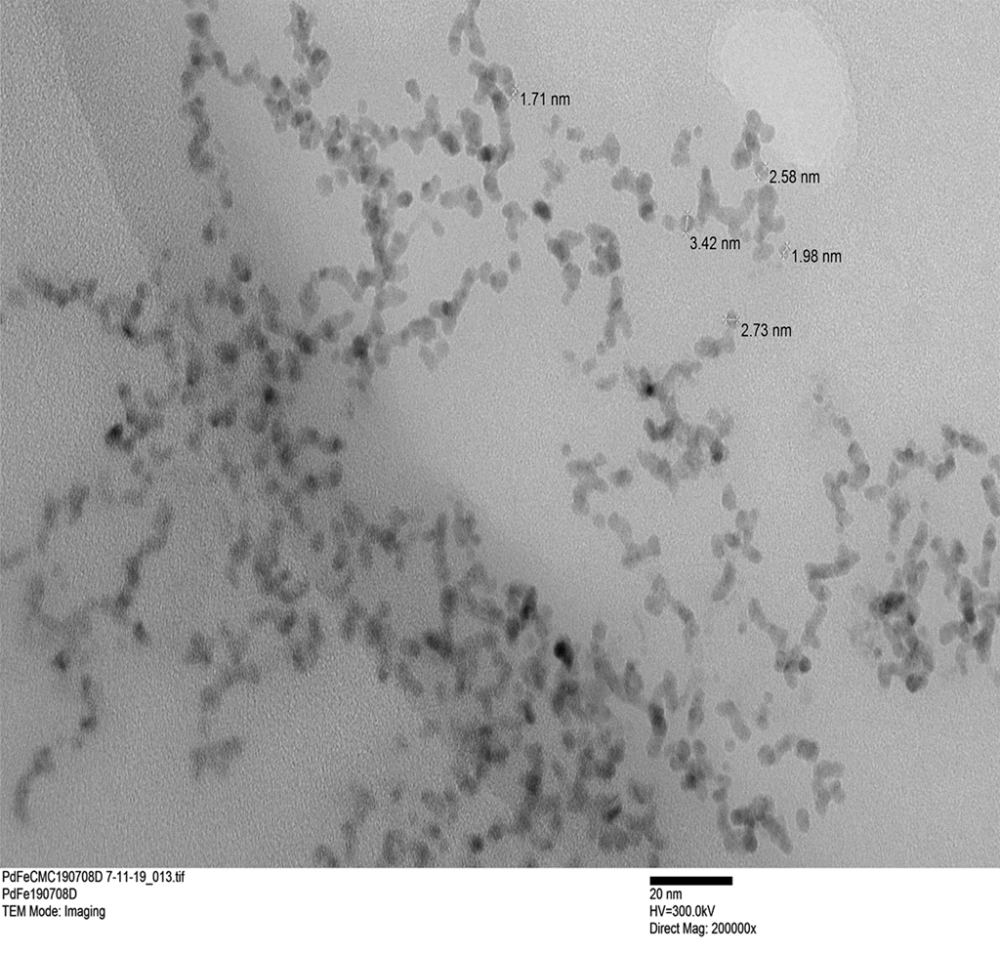 1.71 nm
2.58 nm
3.42 nm
1.98 nm
2.73 nm
PdFeCMC190708D 7-11-19_013.tif
PdFe190708D
TEM Mode: Imaging
20 nm
HV=300.0kV
Direct Mag: 200000x